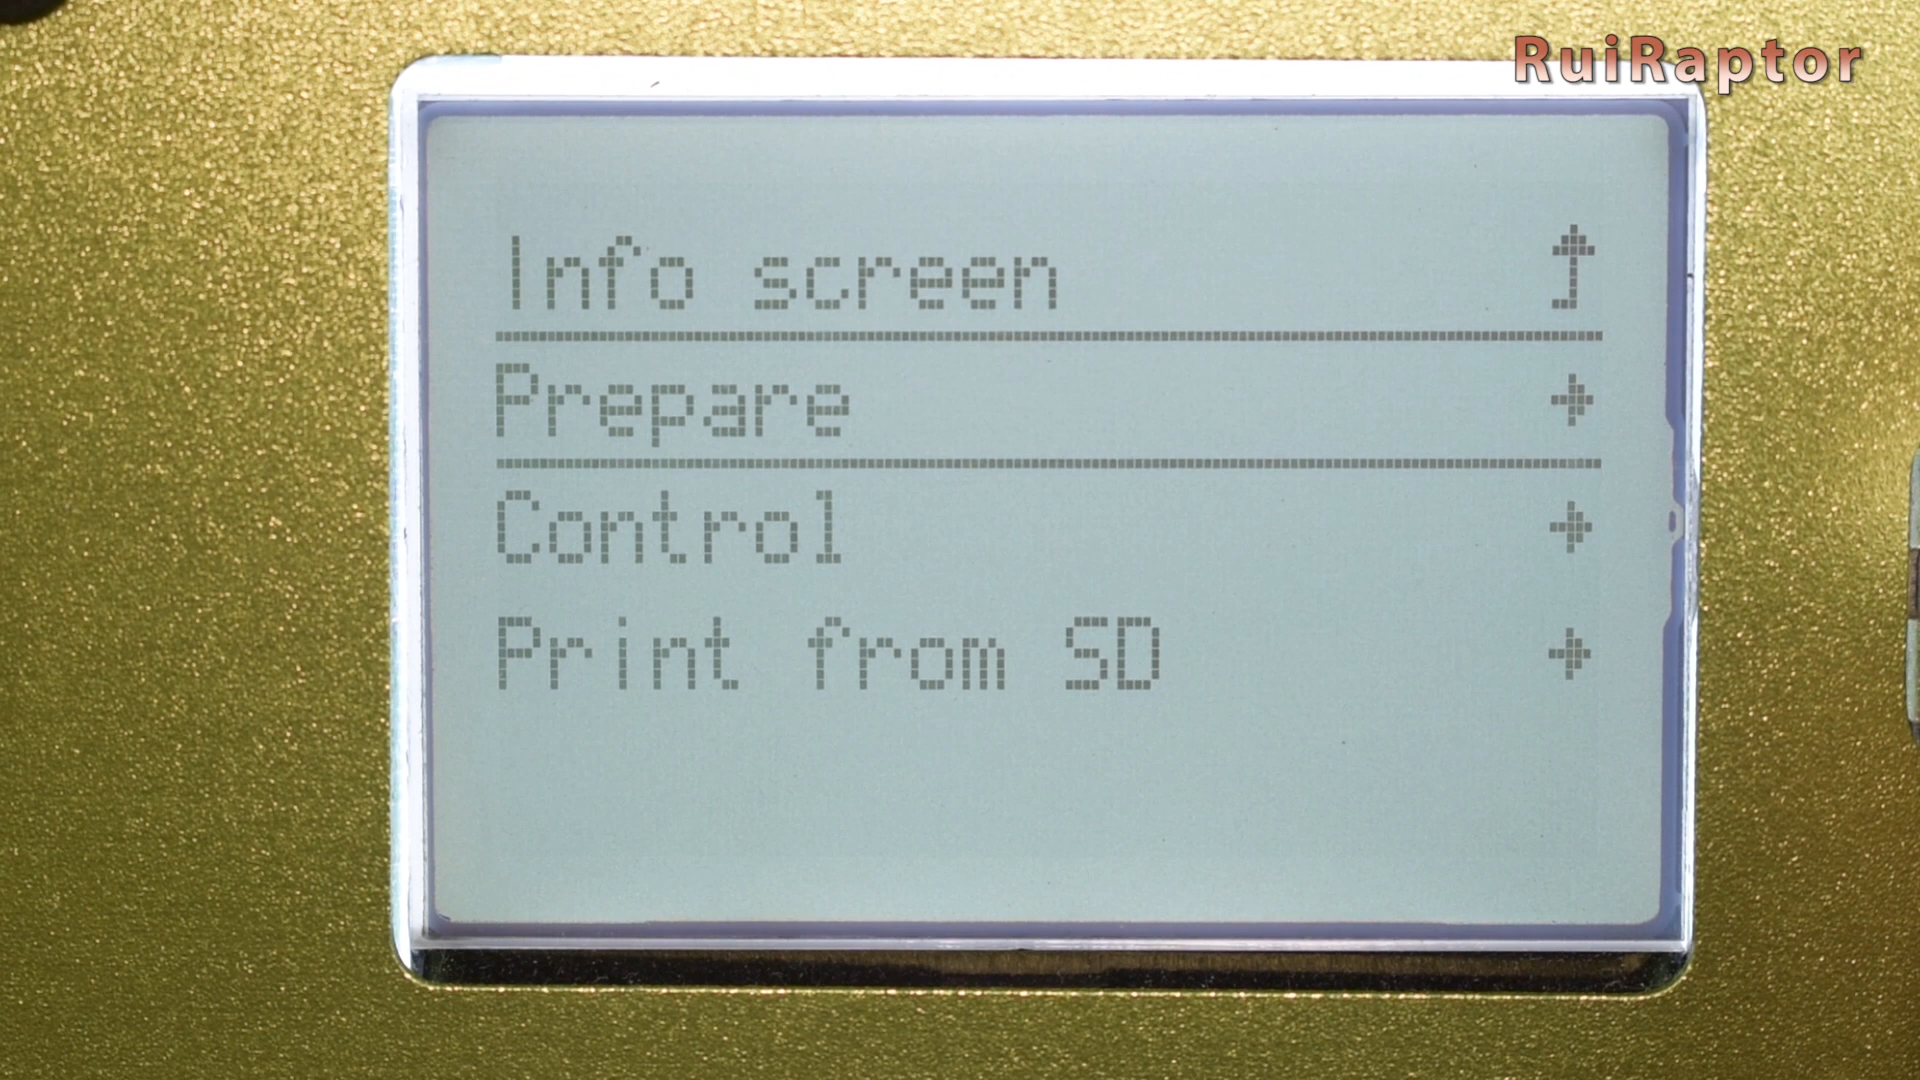 RuiRaptor
Info screen
Prepare
Control
Print from SD